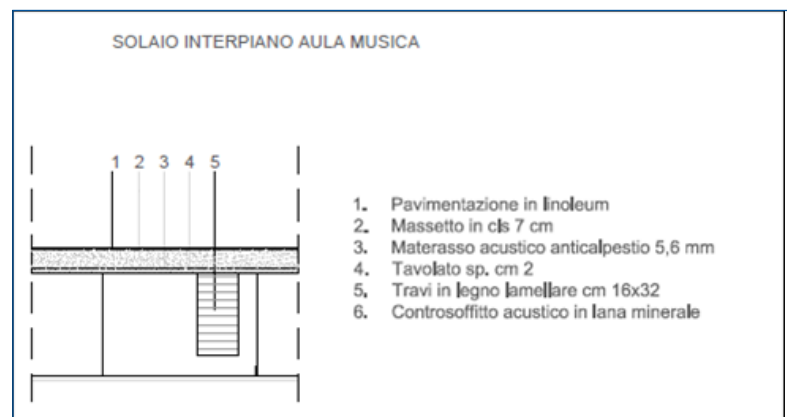 SOLAIO INTERPIANO AULA MUSICA
1 2 3 4 5
1. Pavimentazione in linoleum
2. Massetto in cls 7 cm
3. Materasso acustico anticalpestio 5,6 mm
4. Tavolato sp. cm 2
5. Travi in legno lamellare cm 16x32
6. Controsoffitto acustico in lana minerale